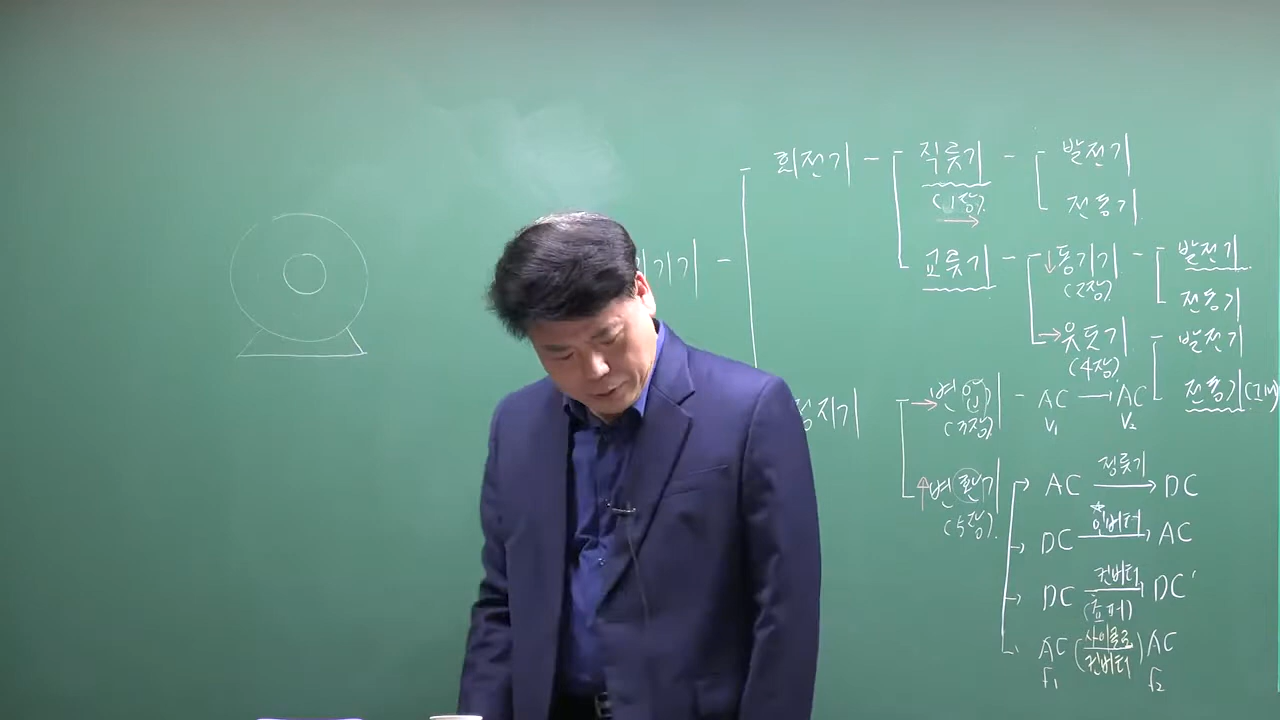 회전기 - 직류기 - 발전기
(1장) 전동기
기기 - 교류기 - 동기기 - 발전기
(2장) 전동기
유도기 발전기
(4장)
정지기 변압기 - AC → AC 전동기
(3장) V₁ V₂
변환기 AC 정류기 → DC
(5장) DC 인버터 → AC
DC 컨버터 → DC'
(쵸퍼)
AC (사이클로 컨버터) AC
f₁ f₂